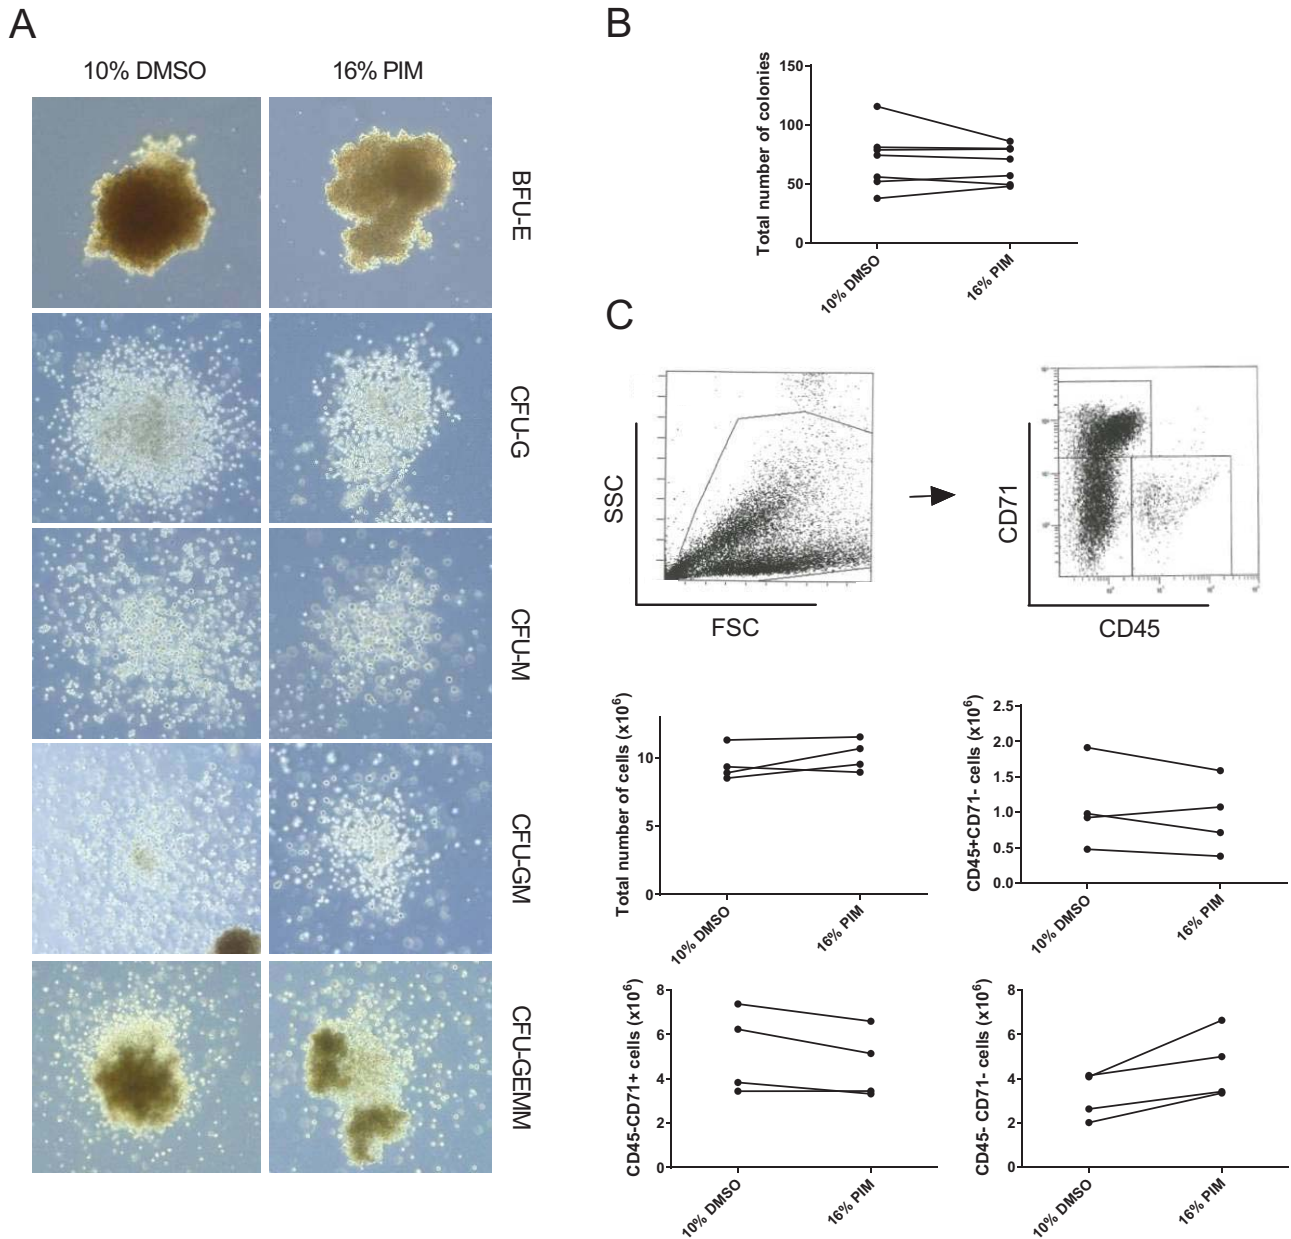 A
10% DMSO
16% PIM
BFU-E
CFU-G
CFU-M
CFU-GM
CFU-GEMM
B
Total number of colonies
150
100
50
0
10% DMSO
16% PIM
C
SSC
FSC
CD71
CD45
Total number of cells (x10⁶)
10
5
0
10% DMSO
16% PIM
CD45+CD71- cells (x10⁶)
2.5
2.0
1.5
1.0
0.5
0.0
10% DMSO
16% PIM
CD45-CD71+ cells (x10⁶)
8
6
4
2
0
10% DMSO
16% PIM
CD45- CD71- cells (x10⁶)
8
6
4
2
0
10% DMSO
16% PIM